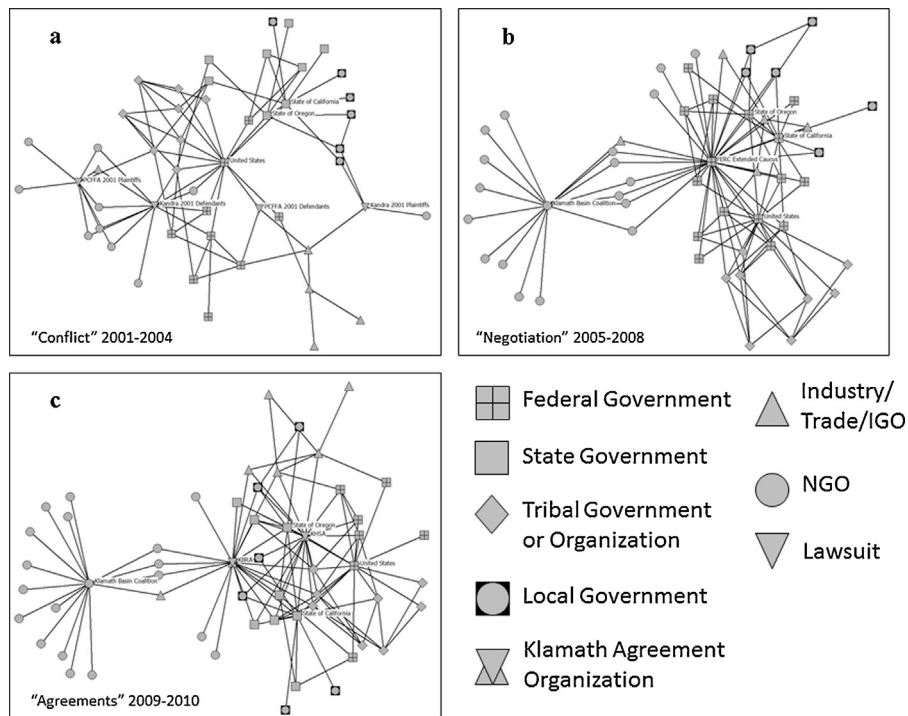 a
State of California
State of Oregon
United States
PCFFA 2001 Plaintiffs
Kandra 2001 Defendants
PCFFA 2001 Defendants
Kandra 2001 Plaintiffs
“Conflict” 2001-2004
b
State of Oregon
State of California
FERC Extended Caucus
Klamath Basin Coalition
United States
“Negotiation” 2005-2008
c
State of Oregon
KHSA
KBRA
United States
Klamath Basin Coalition
State of California
“Agreements” 2009-2010
Federal Government
State Government
Tribal Government
or Organization
Local Government
Klamath Agreement
Organization
Industry/
Trade/IGO
NGO
Lawsuit